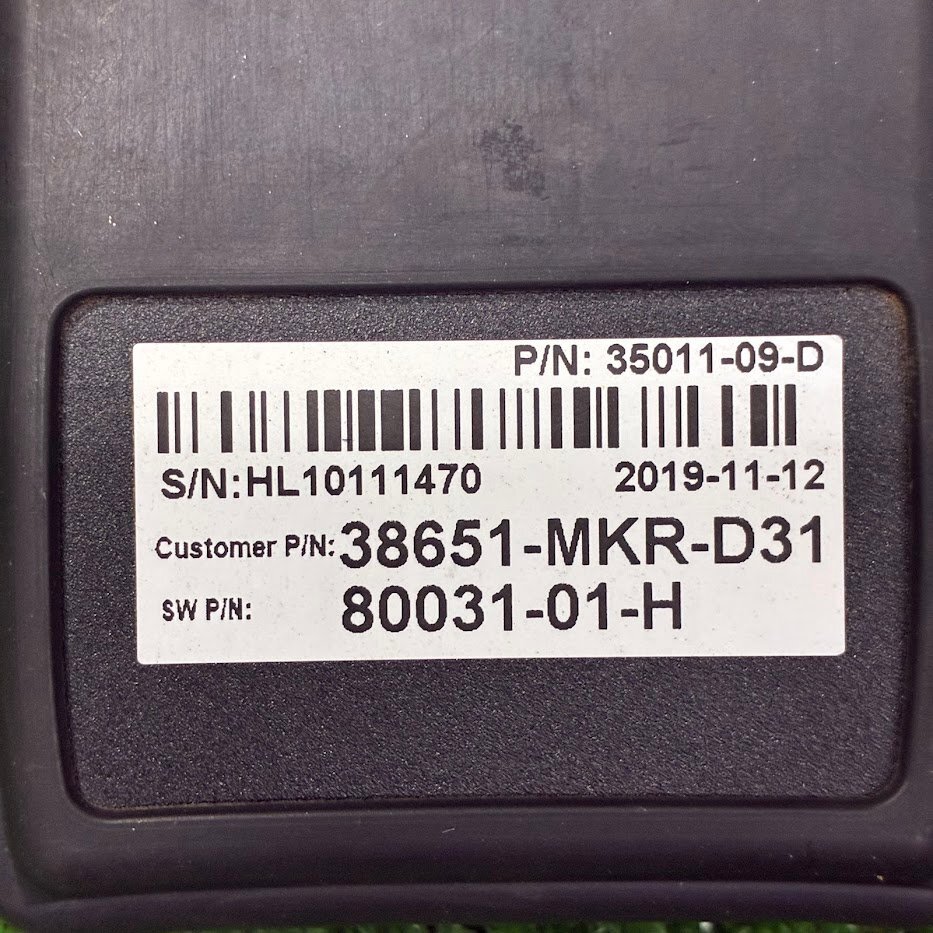 P/N: 35011-09-D
S/N:HL10111470 2019-11-12
Customer P/N:38651-MKR-D31
SW P/N: 80031-01-H